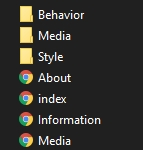 Behavior
Media
Style
About
index
Information
Media